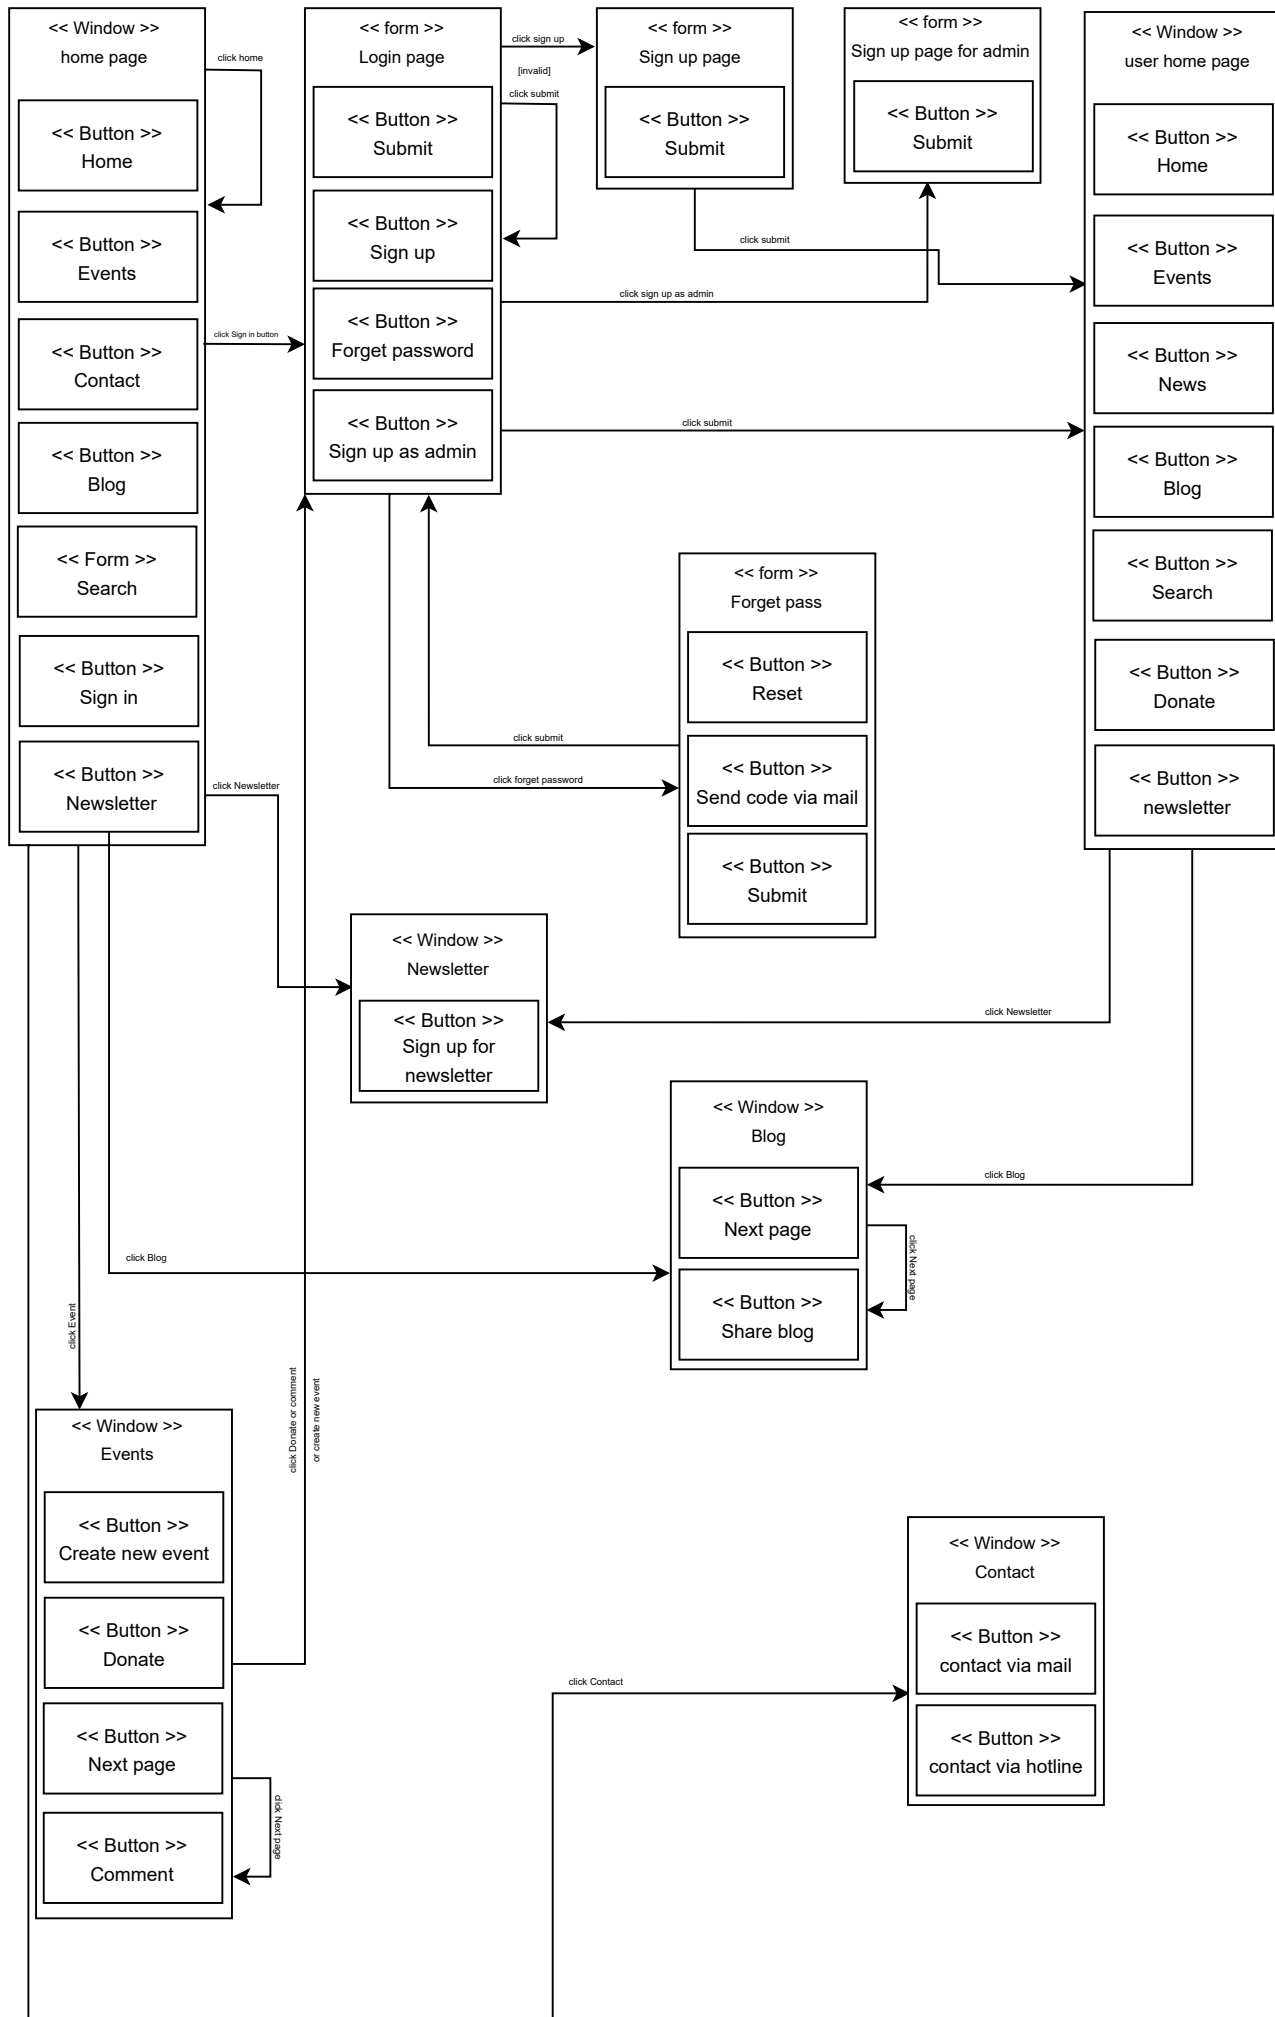 << Window >>
home page
<< Button >>
Home
<< Button >>
Events
<< Button >>
Contact
<< Button >>
Blog
<< Form >>
Search
<< Button >>
Sign in
<< Button >>
Newsletter
click home
click Sign in button
<< form >>
Login page
<< Button >>
Submit
<< Button >>
Sign up
<< Button >>
Forget password
<< Button >>
Sign up as admin
click sign up
[invalid]
click submit
<< form >>
Sign up page
<< Button >>
Submit
<< form >>
Sign up page for admin
<< Button >>
Submit
click submit
click sign up as admin
click submit
<< Window >>
user home page
<< Button >>
Home
<< Button >>
Events
<< Button >>
News
<< Button >>
Blog
<< Button >>
Search
<< Button >>
Donate
<< Button >>
newsletter
<< form >>
Forget pass
<< Button >>
Reset
<< Button >>
Send code via mail
<< Button >>
Submit
click submit
click forget password
click Newsletter
<< Window >>
Newsletter
<< Button >>
Sign up for
newsletter
click Newsletter
<< Window >>
Blog
<< Button >>
Next page
<< Button >>
Share blog
click Blog
click Next page
click Blog
click Event
click Donate or comment
or create new event
<< Window >>
Events
<< Button >>
Create new event
<< Button >>
Donate
<< Button >>
Next page
<< Button >>
Comment
click Next page
<< Window >>
Contact
<< Button >>
contact via mail
<< Button >>
contact via hotline
click Contact